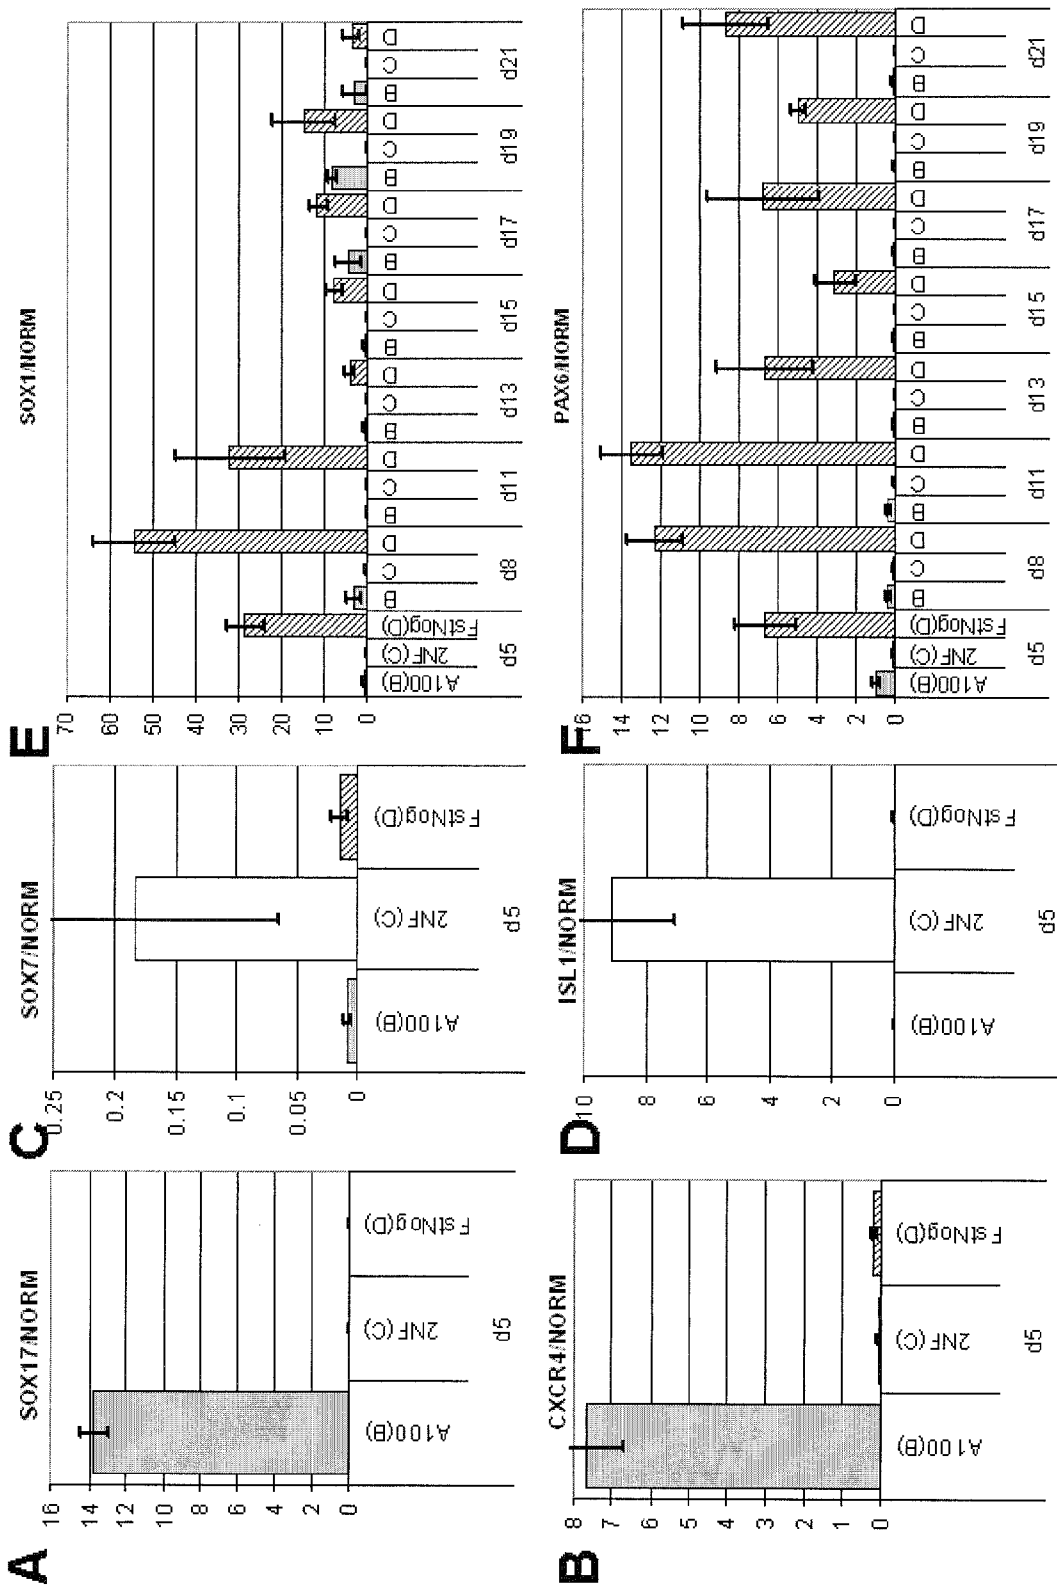 A
SOX17/NORM
16
14
12
10
8
6
4
2
0
A100(B)
2NF(C)
FstNog(D)
d5
C
SOX7/NORM
0.25
0.2
0.15
0.1
0.05
0
A100(B)
2NF(C)
FstNog(D)
d5
E
SOX1/NORM
70
60
50
40
30
20
10
0
A100(B) 2NF(C) FstNog(D) B C D B C D B C D B C D B C D B C D B C D
d5 d8 d11 d13 d15 d17 d19 d21
B
CXCR4/NORM
8
7
6
5
4
3
2
1
0
A100(B)
2NF(C)
FstNog(D)
d5
D
ISL1/NORM
10
8
6
4
2
0
A100(B)
2NF(C)
FstNog(D)
d5
F
PAX6/NORM
16
14
12
10
8
6
4
2
0
A100(B) 2NF(C) FstNog(D) B C D B C D B C D B C D B C D B C D B C D
d5 d8 d11 d13 d15 d17 d19 d21